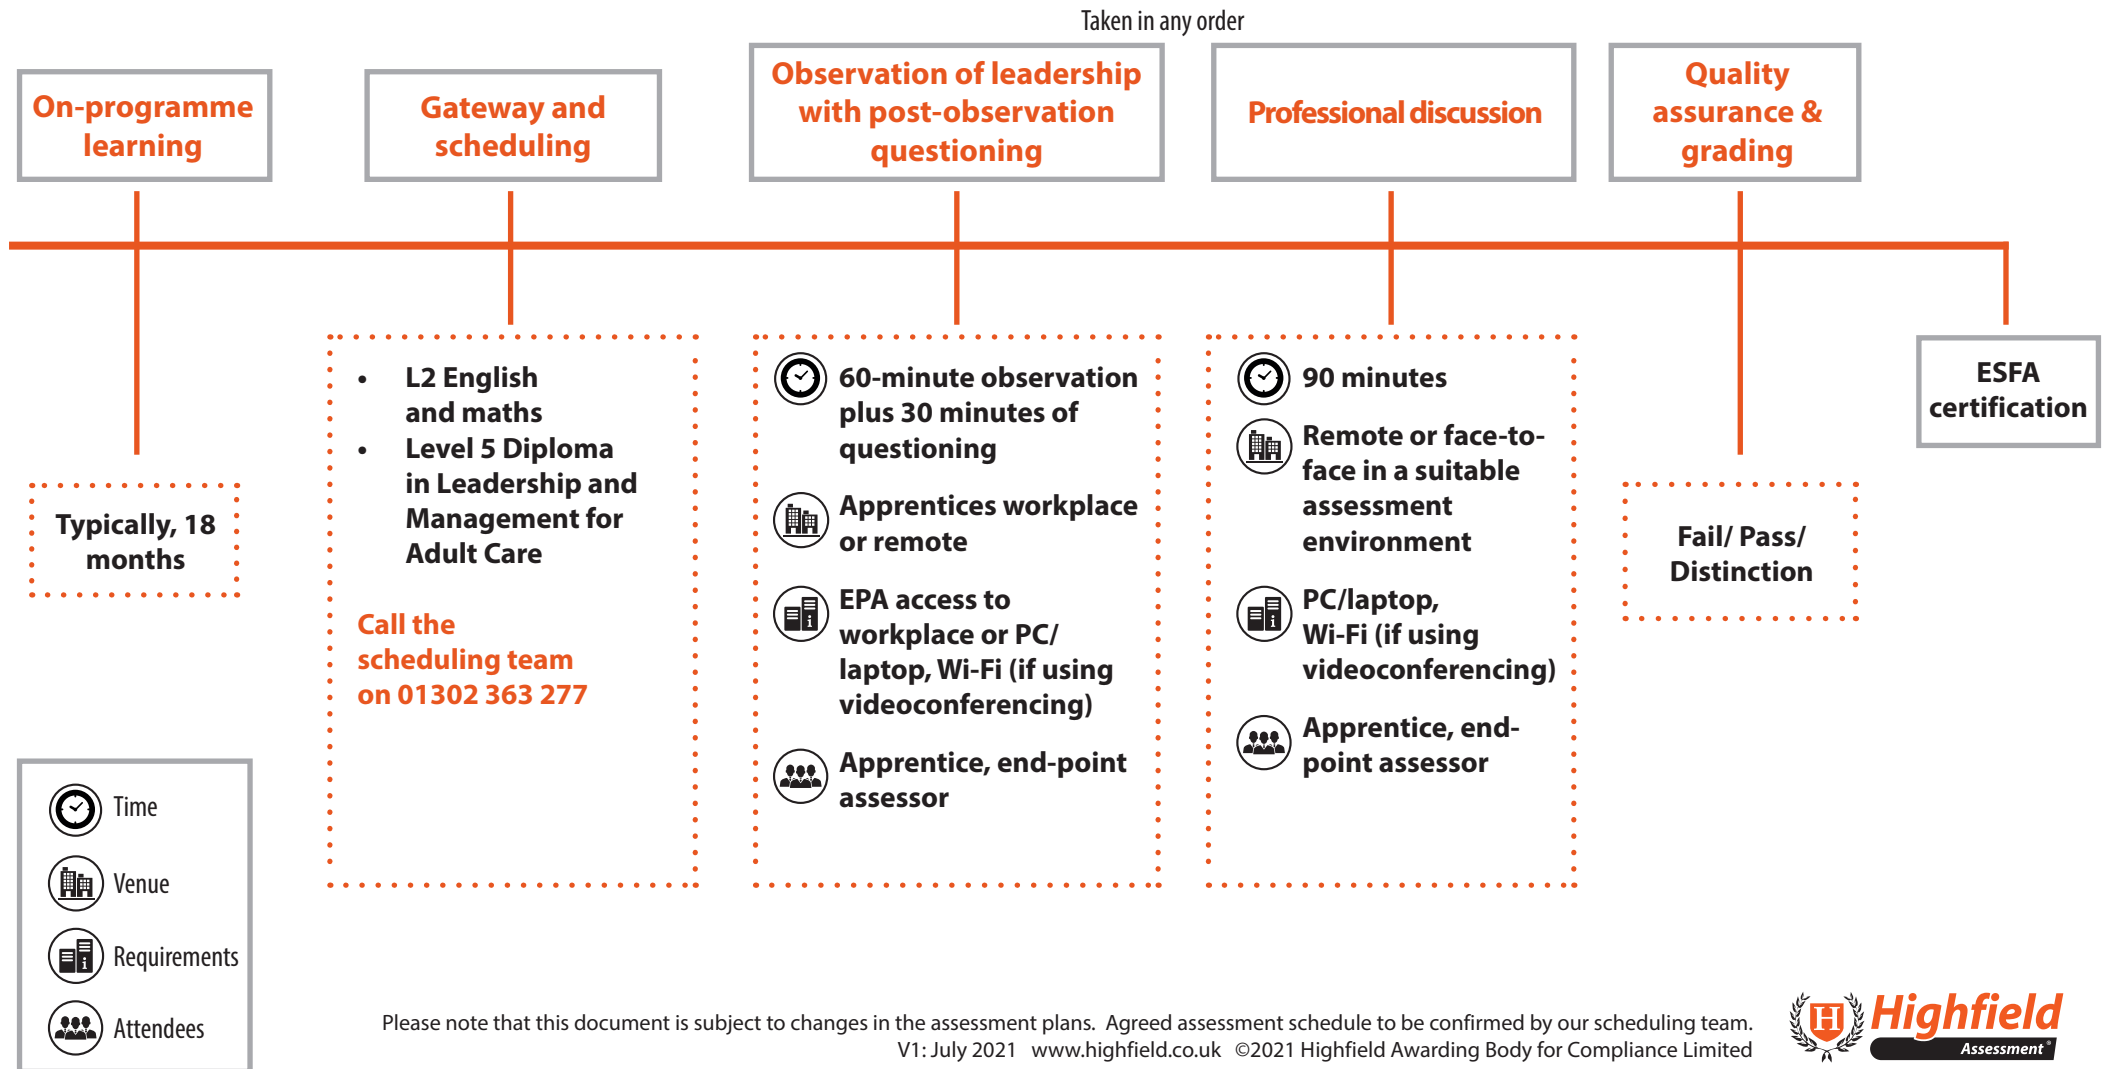 Taken in any order
On-programme
learning
Gateway and
scheduling
Observation of leadership
with post-observation
questioning
Professional discussion
Quality
assurance &
grading
Typically, 18
months
• L2 English
and maths
• Level 5 Diploma
in Leadership and
Management for
Adult Care
Call the
scheduling team
on 01302 363 277
60-minute observation
plus 30 minutes of
questioning
Apprentices workplace
or remote
EPA access to
workplace or PC/
laptop, Wi-Fi (if using
videoconferencing)
Apprentice, end-point
assessor
90 minutes
Remote or face-to-
face in a suitable
assessment
environment
PC/laptop,
Wi-Fi (if using
videoconferencing)
Apprentice, end-
point assessor
Fail/ Pass/
Distinction
ESFA
certification
Time
Venue
Requirements
Attendees
Please note that this document is subject to changes in the assessment plans. Agreed assessment schedule to be confirmed by our scheduling team.
V1: July 2021 www.highfield.co.uk ©2021 Highfield Awarding Body for Compliance Limited
H
Highfield
Assessment®